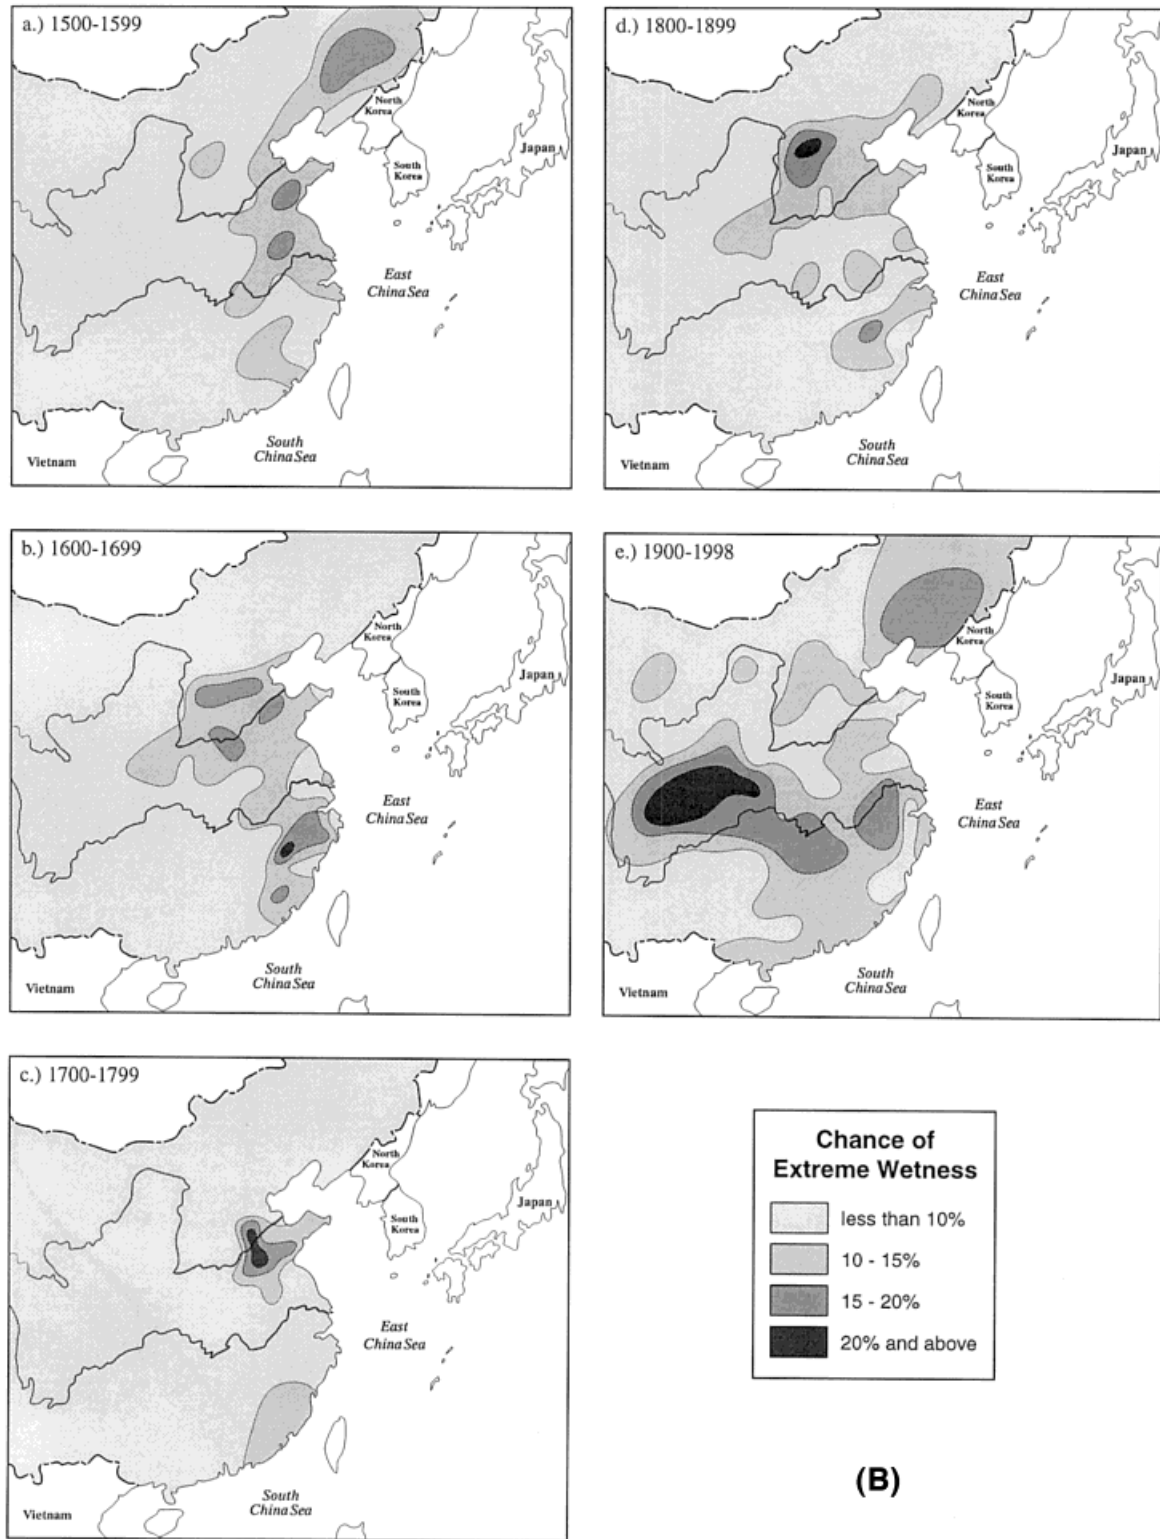 a.) 1500-1599
North
Korea
South
Korea
Japan
East
China Sea
South
China Sea
Vietnam
d.) 1800-1899
North
Korea
South
Korea
Japan
East
China Sea
South
China Sea
Vietnam
b.) 1600-1699
North
Korea
South
Korea
Japan
East
China Sea
South
China Sea
Vietnam
e.) 1900-1998
North
Korea
South
Korea
Japan
East
China Sea
South
China Sea
Vietnam
c.) 1700-1799
North
Korea
South
Korea
Japan
East
China Sea
South
China Sea
Vietnam
Chance of
Extreme Wetness
less than 10%
10 - 15%
15 - 20%
20% and above
(B)